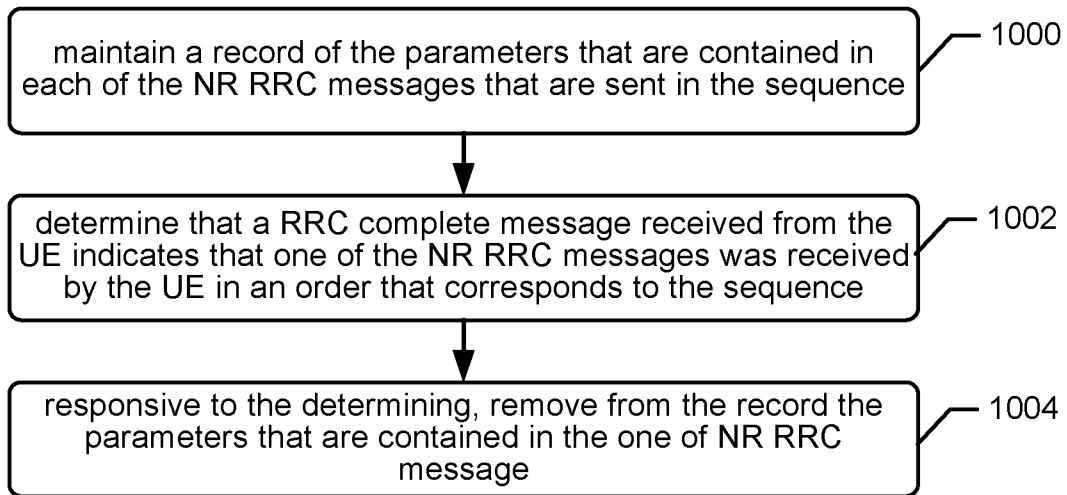 maintain a record of the parameters that are contained in
each of the NR RRC messages that are sent in the sequence
1000
determine that a RRC complete message received from the
UE indicates that one of the NR RRC messages was received
by the UE in an order that corresponds to the sequence
1002
responsive to the determining, remove from the record the
parameters that are contained in the one of NR RRC
message
1004